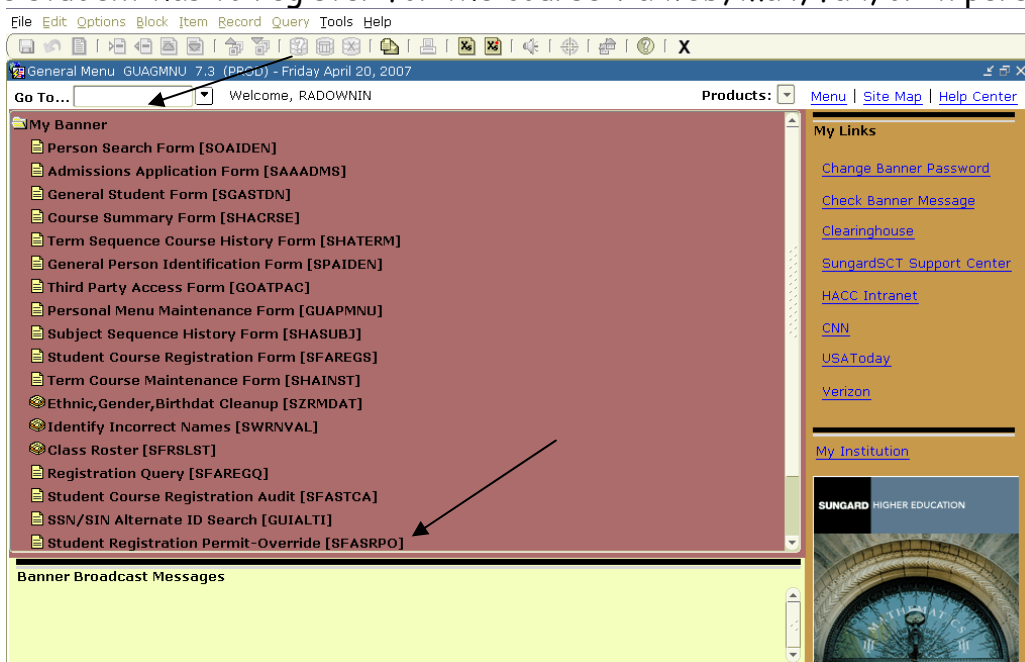 File Edit Options Block Item Record Query Tools Help
General Menu GUAGMNU 7.3 (PROD) - Friday April 20, 2007
Go To... Welcome, RADOWNIN Products: Menu | Site Map | Help Center
My Banner
Person Search Form [SOAIDEN]
Admissions Application Form [SAAADMS]
General Student Form [SGASTDN]
Course Summary Form [SHACRSE]
Term Sequence Course History Form [SHATERM]
General Person Identification Form [SPAIDEN]
Third Party Access Form [GOATPAC]
Personal Menu Maintenance Form [GUAPMNU]
Subject Sequence History Form [SHASUBJ]
Student Course Registration Form [SFAREGS]
Term Course Maintenance Form [SHAINST]
Ethnic,Gender,Birthdat Cleanup [SZRMDAT]
Identify Incorrect Names [SWRNVAL]
Class Roster [SFRSLST]
Registration Query [SFAREGQ]
Student Course Registration Audit [SFASTCA]
SSN/SIN Alternate ID Search [GUIALTI]
Student Registration Permit-Override [SFASRPO]
My Links
Change Banner Password
Check Banner Message
Clearinghouse
SungardSCT Support Center
HACC Intranet
CNN
USAToday
Verizon
My Institution
SUNGARD HIGHER EDUCATION
MATHEMATICS
Banner Broadcast Messages